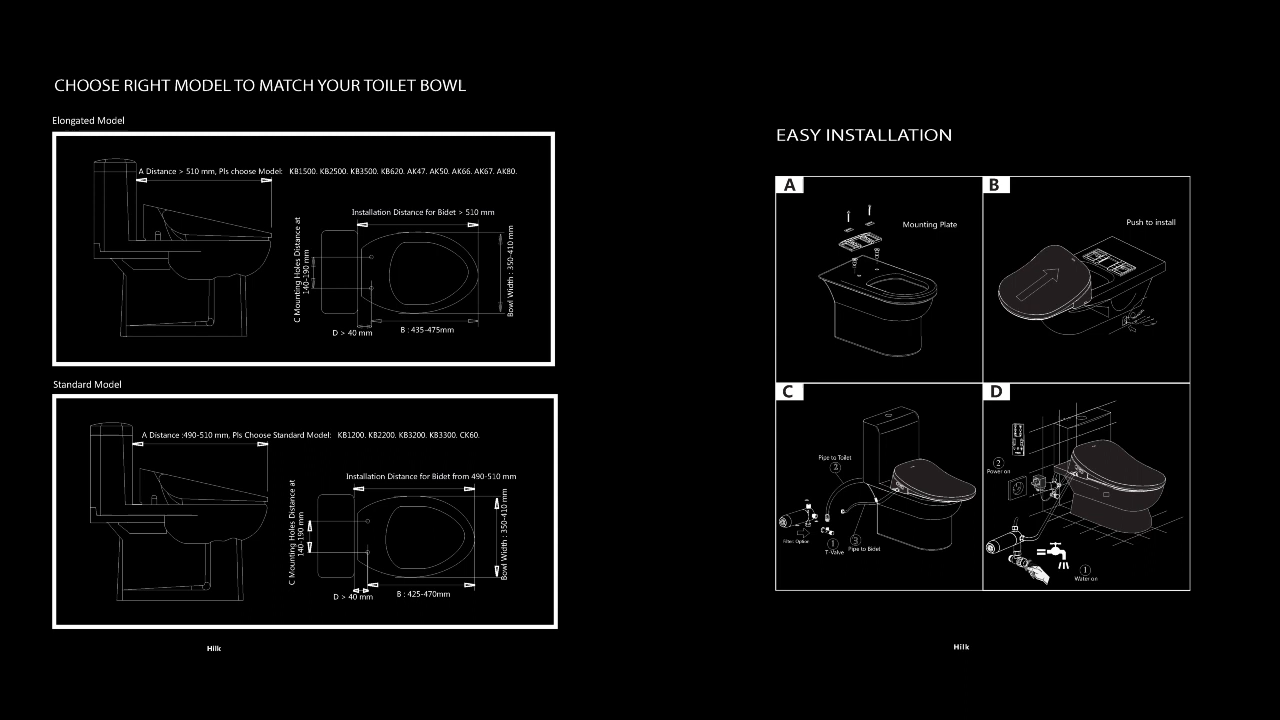 CHOOSE RIGHT MODEL TO MATCH YOUR TOILET BOWL
Elongated Model
A Distance > 510 mm, Pls choose Model: KB1500. KB2500. KB3500. KB620. AK47. AK50. AK66. AK67. AK80.
Installation Distance for Bidet > 510 mm
C Mounting Holes Distance at
140-190 mm
Bowl Width : 350-410 mm
D > 40 mm
B : 435-475mm
Standard Model
A Distance :490-510 mm, Pls Choose Standard Model: KB1200. KB2200. KB3200. KB3300. CK60.
Installation Distance for Bidet from 490-510 mm
C Mounting Holes Distance at
140-190 mm
Bowl Width : 350-410 mm
D > 40 mm
B : 425-470mm
Hilk
EASY INSTALLATION
A
Mounting Plate
B
Push to install
C
Pipe to Toilet
2
Filter Option
1
T-Valve
3
Pipe to Bidet
D
2
Power on
1
Water on
Hilk